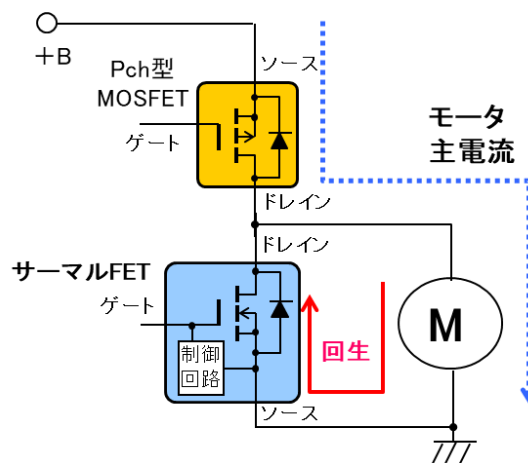 +B
Pch型
MOSFET
ソース
ゲート
モータ
主電流
ドレイン
ドレイン
サーマルFET
ゲート
制御
回路
回生
M
ソース